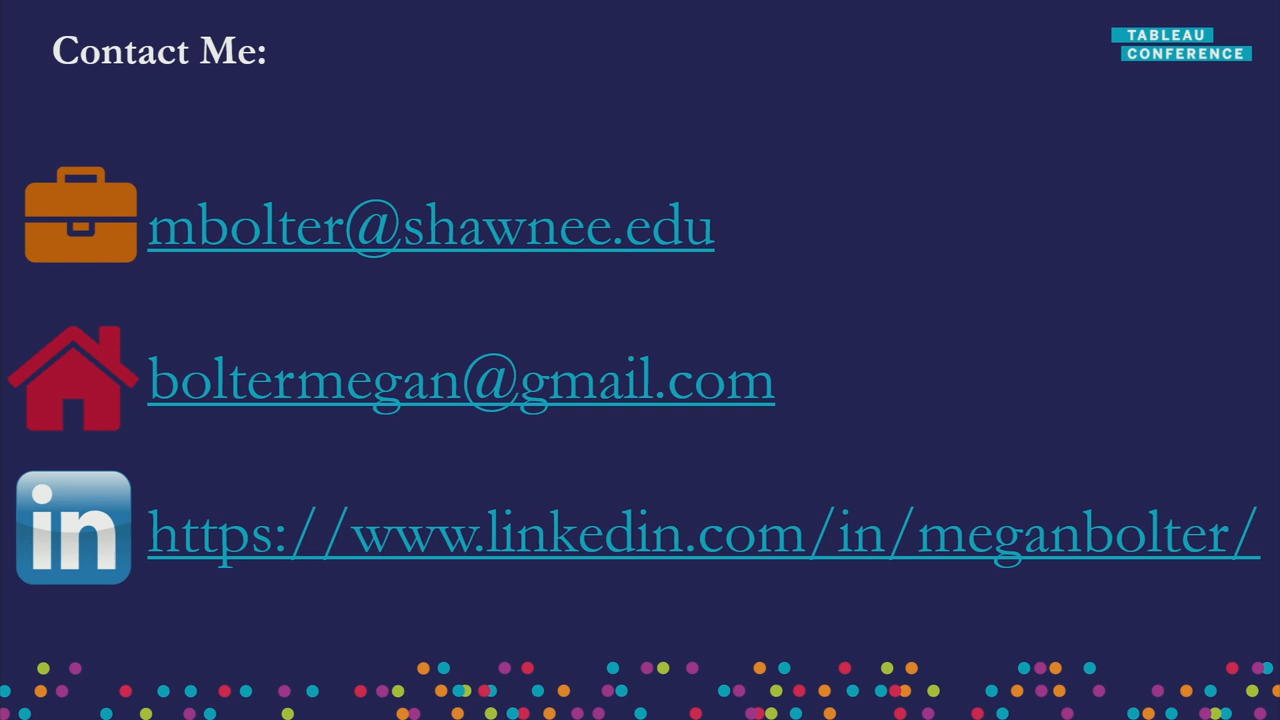 Contact Me:
TABLEAU
CONFERENCE
mbolter@shawnee.edu
boltermegan@gmail.com
in
https://www.linkedin.com/in/meganbolter/